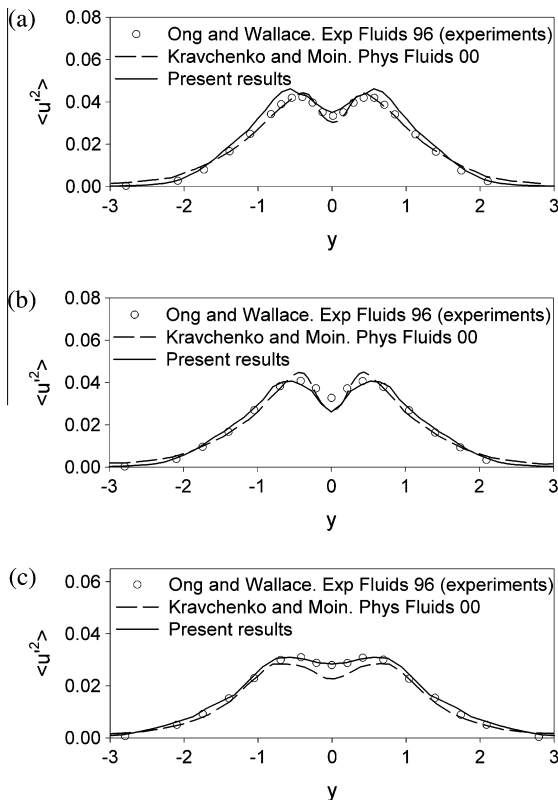 (a)
0.08
0.06
0.04
0.02
0.00
<u'²>
Ong and Wallace. Exp Fluids 96 (experiments)
Kravchenko and Moin. Phys Fluids 00
Present results
-3 -2 -1 0 1 2 3
y
(b)
0.08
0.06
0.04
0.02
0.00
<u'²>
Ong and Wallace. Exp Fluids 96 (experiments)
Kravchenko and Moin. Phys Fluids 00
Present results
-3 -2 -1 0 1 2 3
y
(c)
0.06
0.04
0.02
0.00
<u'²>
Ong and Wallace. Exp Fluids 96 (experiments)
Kravchenko and Moin. Phys Fluids 00
Present results
-3 -2 -1 0 1 2 3
y